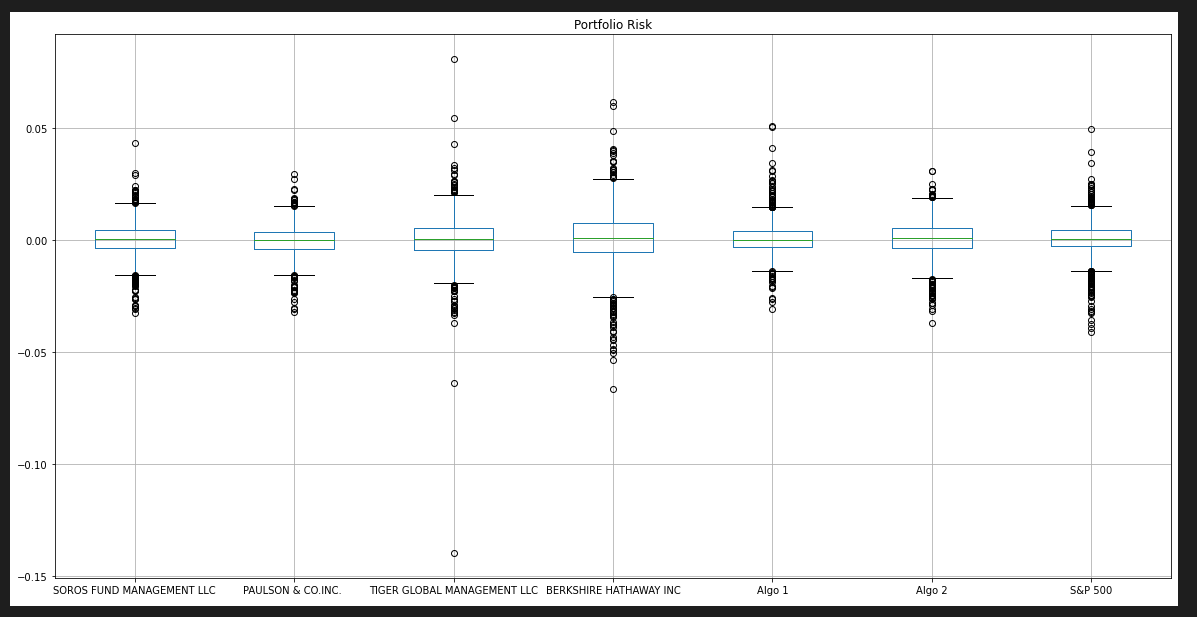 Portfolio Risk
0.05
0.00
−0.05
−0.10
−0.15
SOROS FUND MANAGEMENT LLC
PAULSON & CO.INC.
TIGER GLOBAL MANAGEMENT LLC
BERKSHIRE HATHAWAY INC
Algo 1
Algo 2
S&P 500